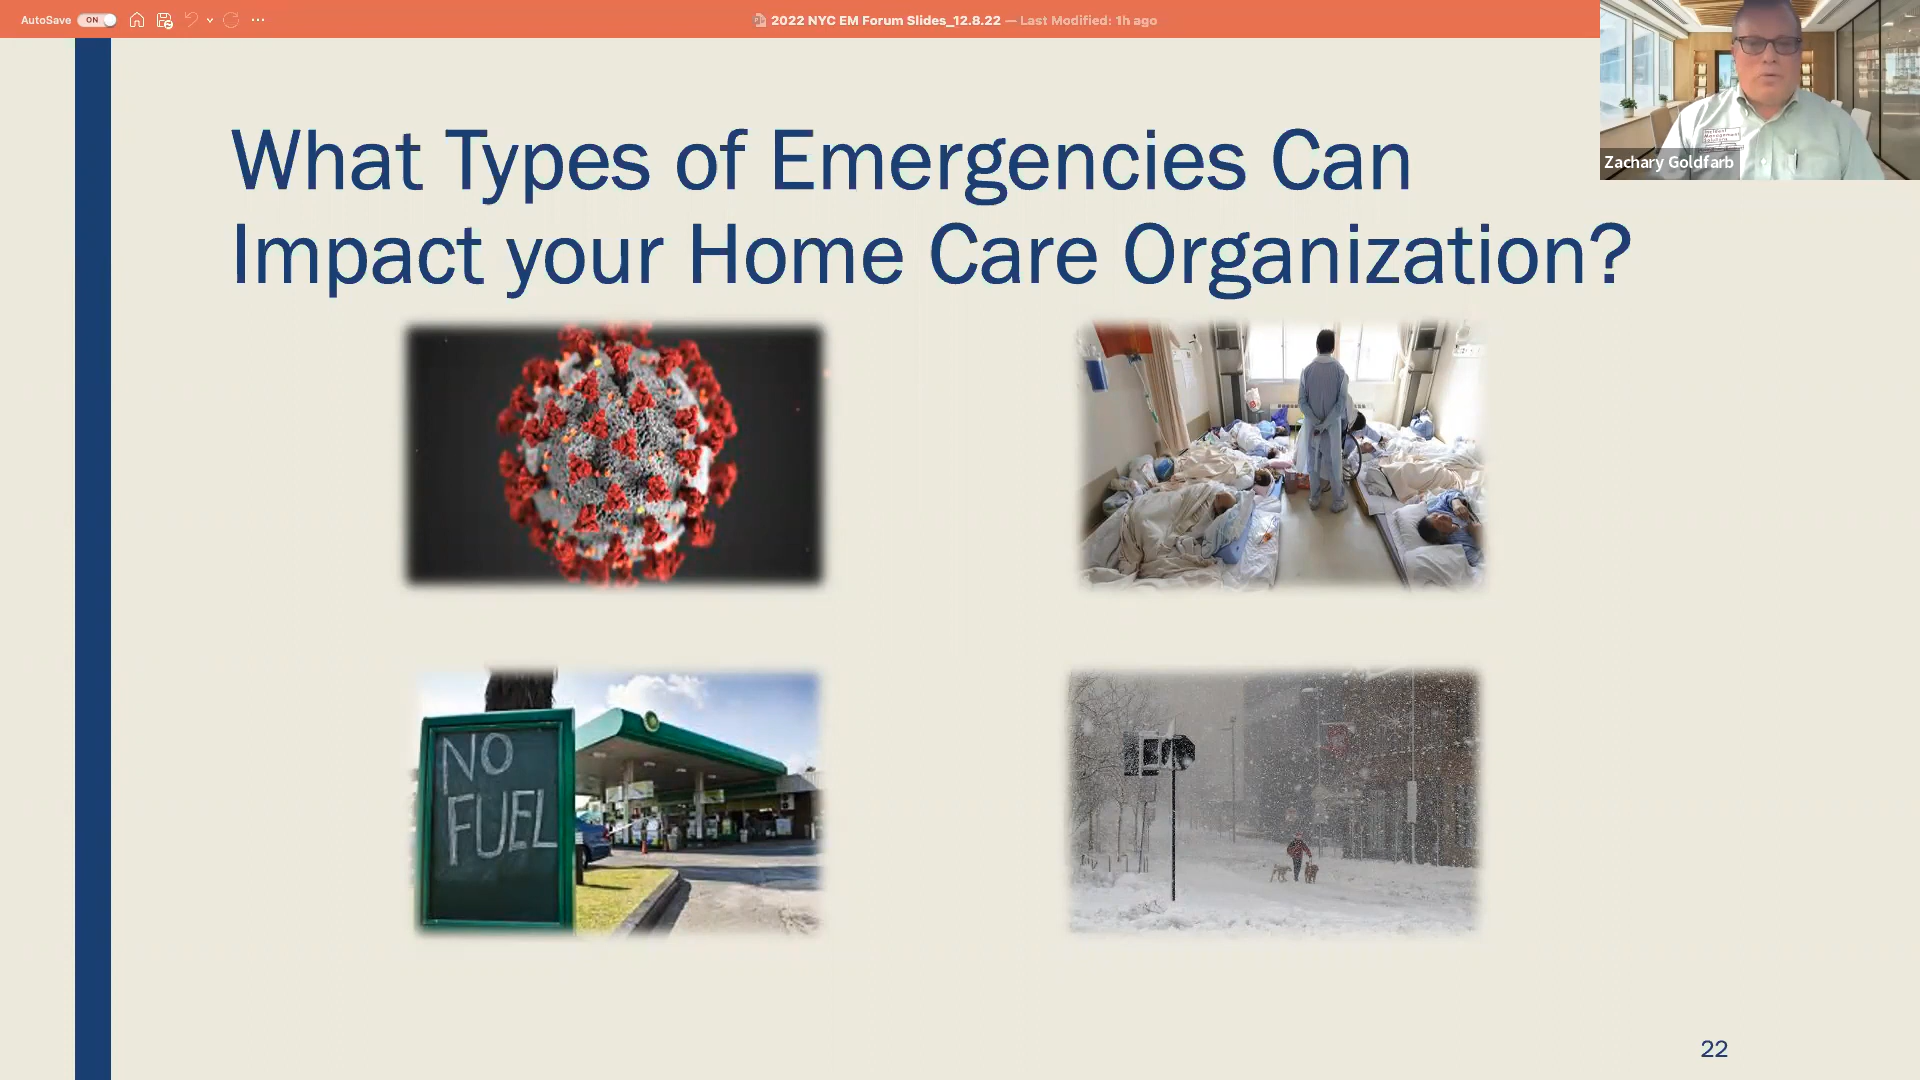 AutoSave ON
2022 NYC EM Forum Slides_12.8.22 — Last Modified: 1h ago
Zachary Goldfarb
What Types of Emergencies Can
Impact your Home Care Organization?
NO
FUEL
22